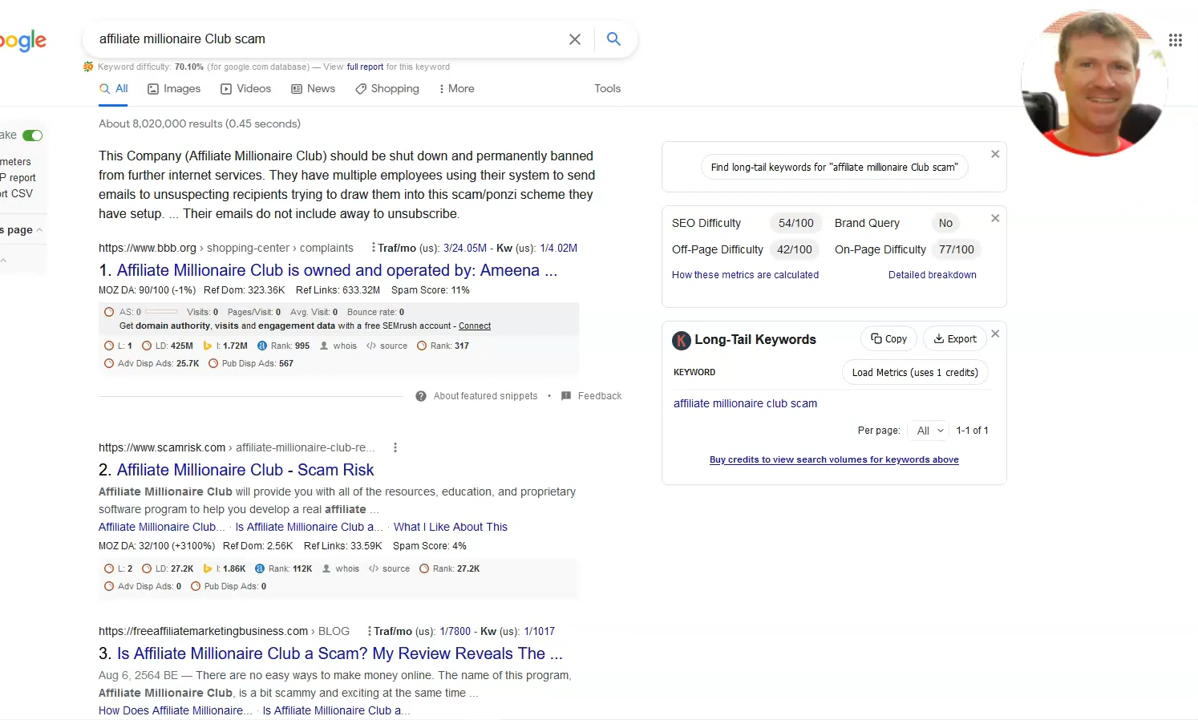 oogle
affiliate millionaire Club scam
Keyword difficulty: 70.10% (for google.com database) — View full report for this keyword
All Images Videos News Shopping More Tools
About 8,020,000 results (0.45 seconds)
ake
meters
P report
rt CSV
s page
This Company (Affiliate Millionaire Club) should be shut down and permanently banned
from further internet services. They have multiple employees using their system to send
emails to unsuspecting recipients trying to draw them into this scam/ponzi scheme they
have setup. ... Their emails do not include away to unsubscribe.
https://www.bbb.org › shopping-center › complaints Traf/mo (us): 3/24.05M - Kw (us): 1/4.02M
1. Affiliate Millionaire Club is owned and operated by: Ameena ...
MOZ DA: 90/100 (-1%) Ref Dom: 323.36K Ref Links: 633.32M Spam Score: 11%
AS: 0 Visits: 0 Pages/Visit: 0 Avg. Visit: 0 Bounce rate: 0
Get domain authority, visits and engagement data with a free SEMrush account - Connect
L: 1 LD: 425M I: 1.72M Rank: 995 whois </> source Rank: 317
Adv Disp Ads: 25.7K Pub Disp Ads: 567
About featured snippets • Feedback
https://www.scamrisk.com › affiliate-millionaire-club-re...
2. Affiliate Millionaire Club - Scam Risk
Affiliate Millionaire Club will provide you with all of the resources, education, and proprietary
software program to help you develop a real affiliate ...
Affiliate Millionaire Club... · Is Affiliate Millionaire Club a... · What I Like About This
MOZ DA: 32/100 (+3100%) Ref Dom: 2.56K Ref Links: 33.59K Spam Score: 4%
L: 2 LD: 27.2K I: 1.86K Rank: 112K whois </> source Rank: 27.2K
Adv Disp Ads: 0 Pub Disp Ads: 0
https://freeaffiliatemarketingbusiness.com › BLOG Traf/mo (us): 1/7800 - Kw (us): 1/1017
3. Is Affiliate Millionaire Club a Scam? My Review Reveals The ...
Aug 6, 2564 BE — There are no easy ways to make money online. The name of this program,
Affiliate Millionaire Club, is a bit scammy and exciting at the same time ...
How Does Affiliate Millionaire... · Is Affiliate Millionaire Club a...
Find long-tail keywords for "affiliate millionaire Club scam"
SEO Difficulty 54/100 Brand Query No
Off-Page Difficulty 42/100 On-Page Difficulty 77/100
How these metrics are calculated Detailed breakdown
K Long-Tail Keywords Copy Export
KEYWORD Load Metrics (uses 1 credits)
affiliate millionaire club scam
Per page: All 1-1 of 1
Buy credits to view search volumes for keywords above